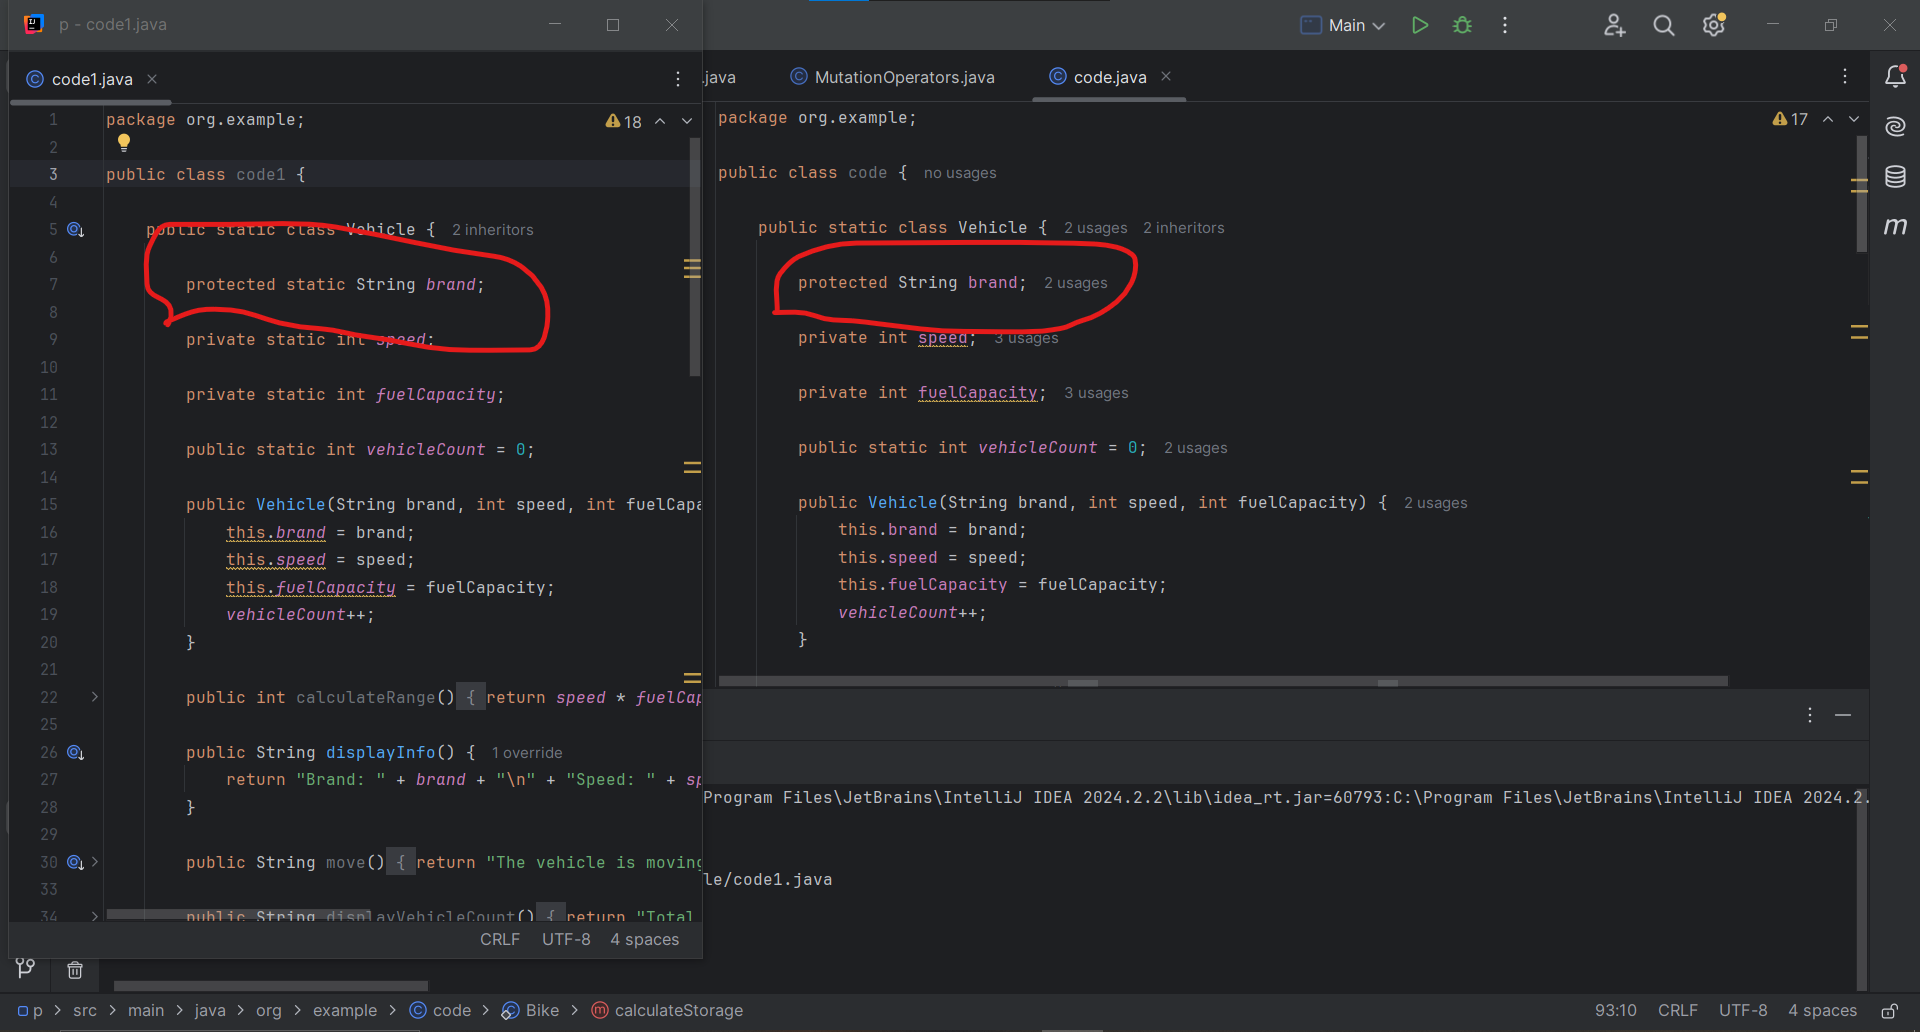 p - code1.java
Main
code1.java
.java
MutationOperators.java
code.java
1 package org.example;
18
2
3 public class code1 {
4
5 public static class Vehicle { 2 inheritors
6
7 protected static String brand;
8
9 private static int speed;
10
11 private static int fuelCapacity;
12
13 public static int vehicleCount = 0;
14
15 public Vehicle(String brand, int speed, int fuelCapa
16 this.brand = brand;
17 this.speed = speed;
18 this.fuelCapacity = fuelCapacity;
19 vehicleCount++;
20 }
21
22 public int calculateRange() { return speed * fuelCap
25
26 public String displayInfo() { 1 override
27 return "Brand: " + brand + "\n" + "Speed: " + sp
28 }
29
30 public String move() { return "The vehicle is moving
33
34 public String displayVehicleCount() { return "Total
CRLF UTF-8 4 spaces
package org.example;
17
public class code { no usages
public static class Vehicle { 2 usages 2 inheritors
protected String brand; 2 usages
private int speed; 3 usages
private int fuelCapacity; 3 usages
public static int vehicleCount = 0; 2 usages
public Vehicle(String brand, int speed, int fuelCapacity) { 2 usages
this.brand = brand;
this.speed = speed;
this.fuelCapacity = fuelCapacity;
vehicleCount++;
}
Program Files\JetBrains\IntelliJ IDEA 2024.2.2\lib\idea_rt.jar=60793:C:\Program Files\JetBrains\IntelliJ IDEA 2024.2.
le/code1.java
p > src > main > java > org > example > code > Bike > calculateStorage
93:10 CRLF UTF-8 4 spaces